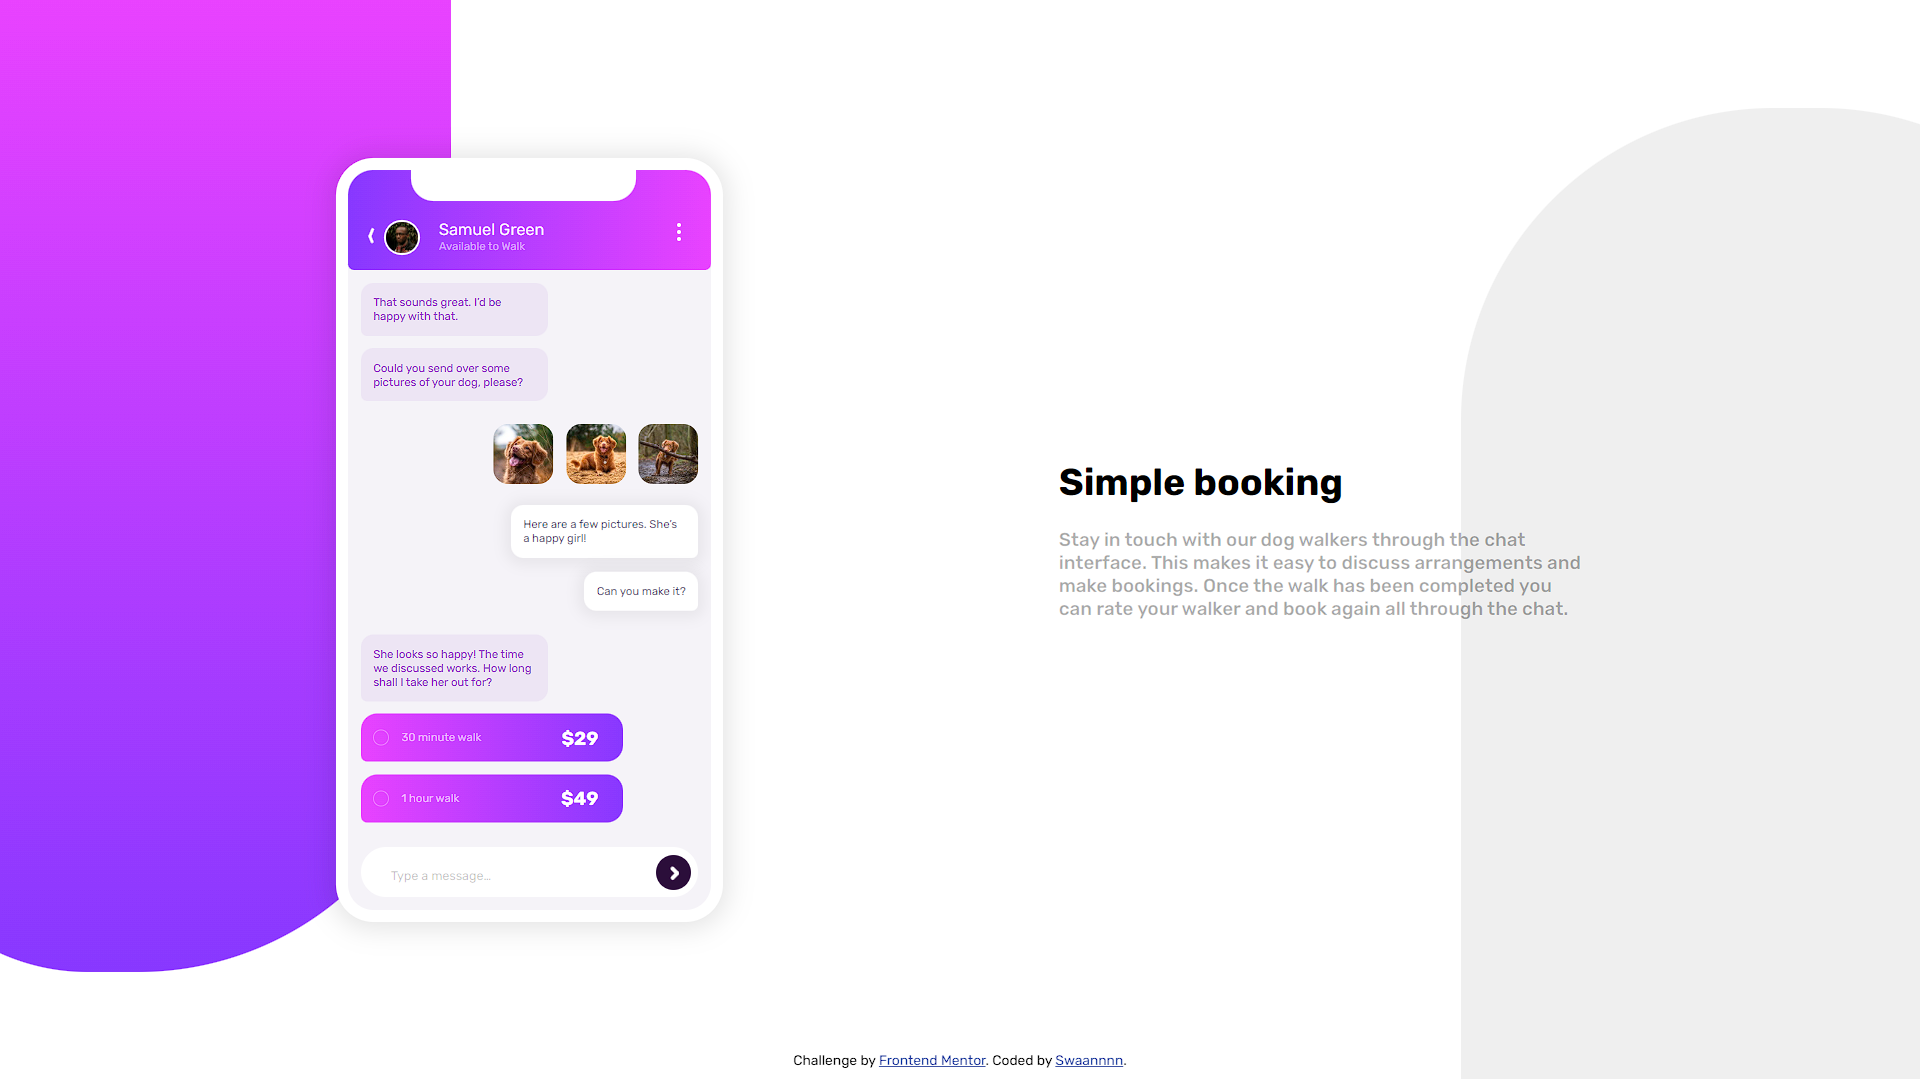 Samuel Green
Available to Walk
That sounds great. I'd be
happy with that.
Could you send over some
pictures of your dog, please?
Here are a few pictures. She's
a happy girl!
Can you make it?
She looks so happy! The time
we discussed works. How long
shall I take her out for?
30 minute walk
$29
1 hour walk
$49
Type a message…
Simple booking
Stay in touch with our dog walkers through the chat
interface. This makes it easy to discuss arrangements and
make bookings. Once the walk has been completed you
can rate your walker and book again all through the chat.
Challenge by Frontend Mentor. Coded by Swaannnn.